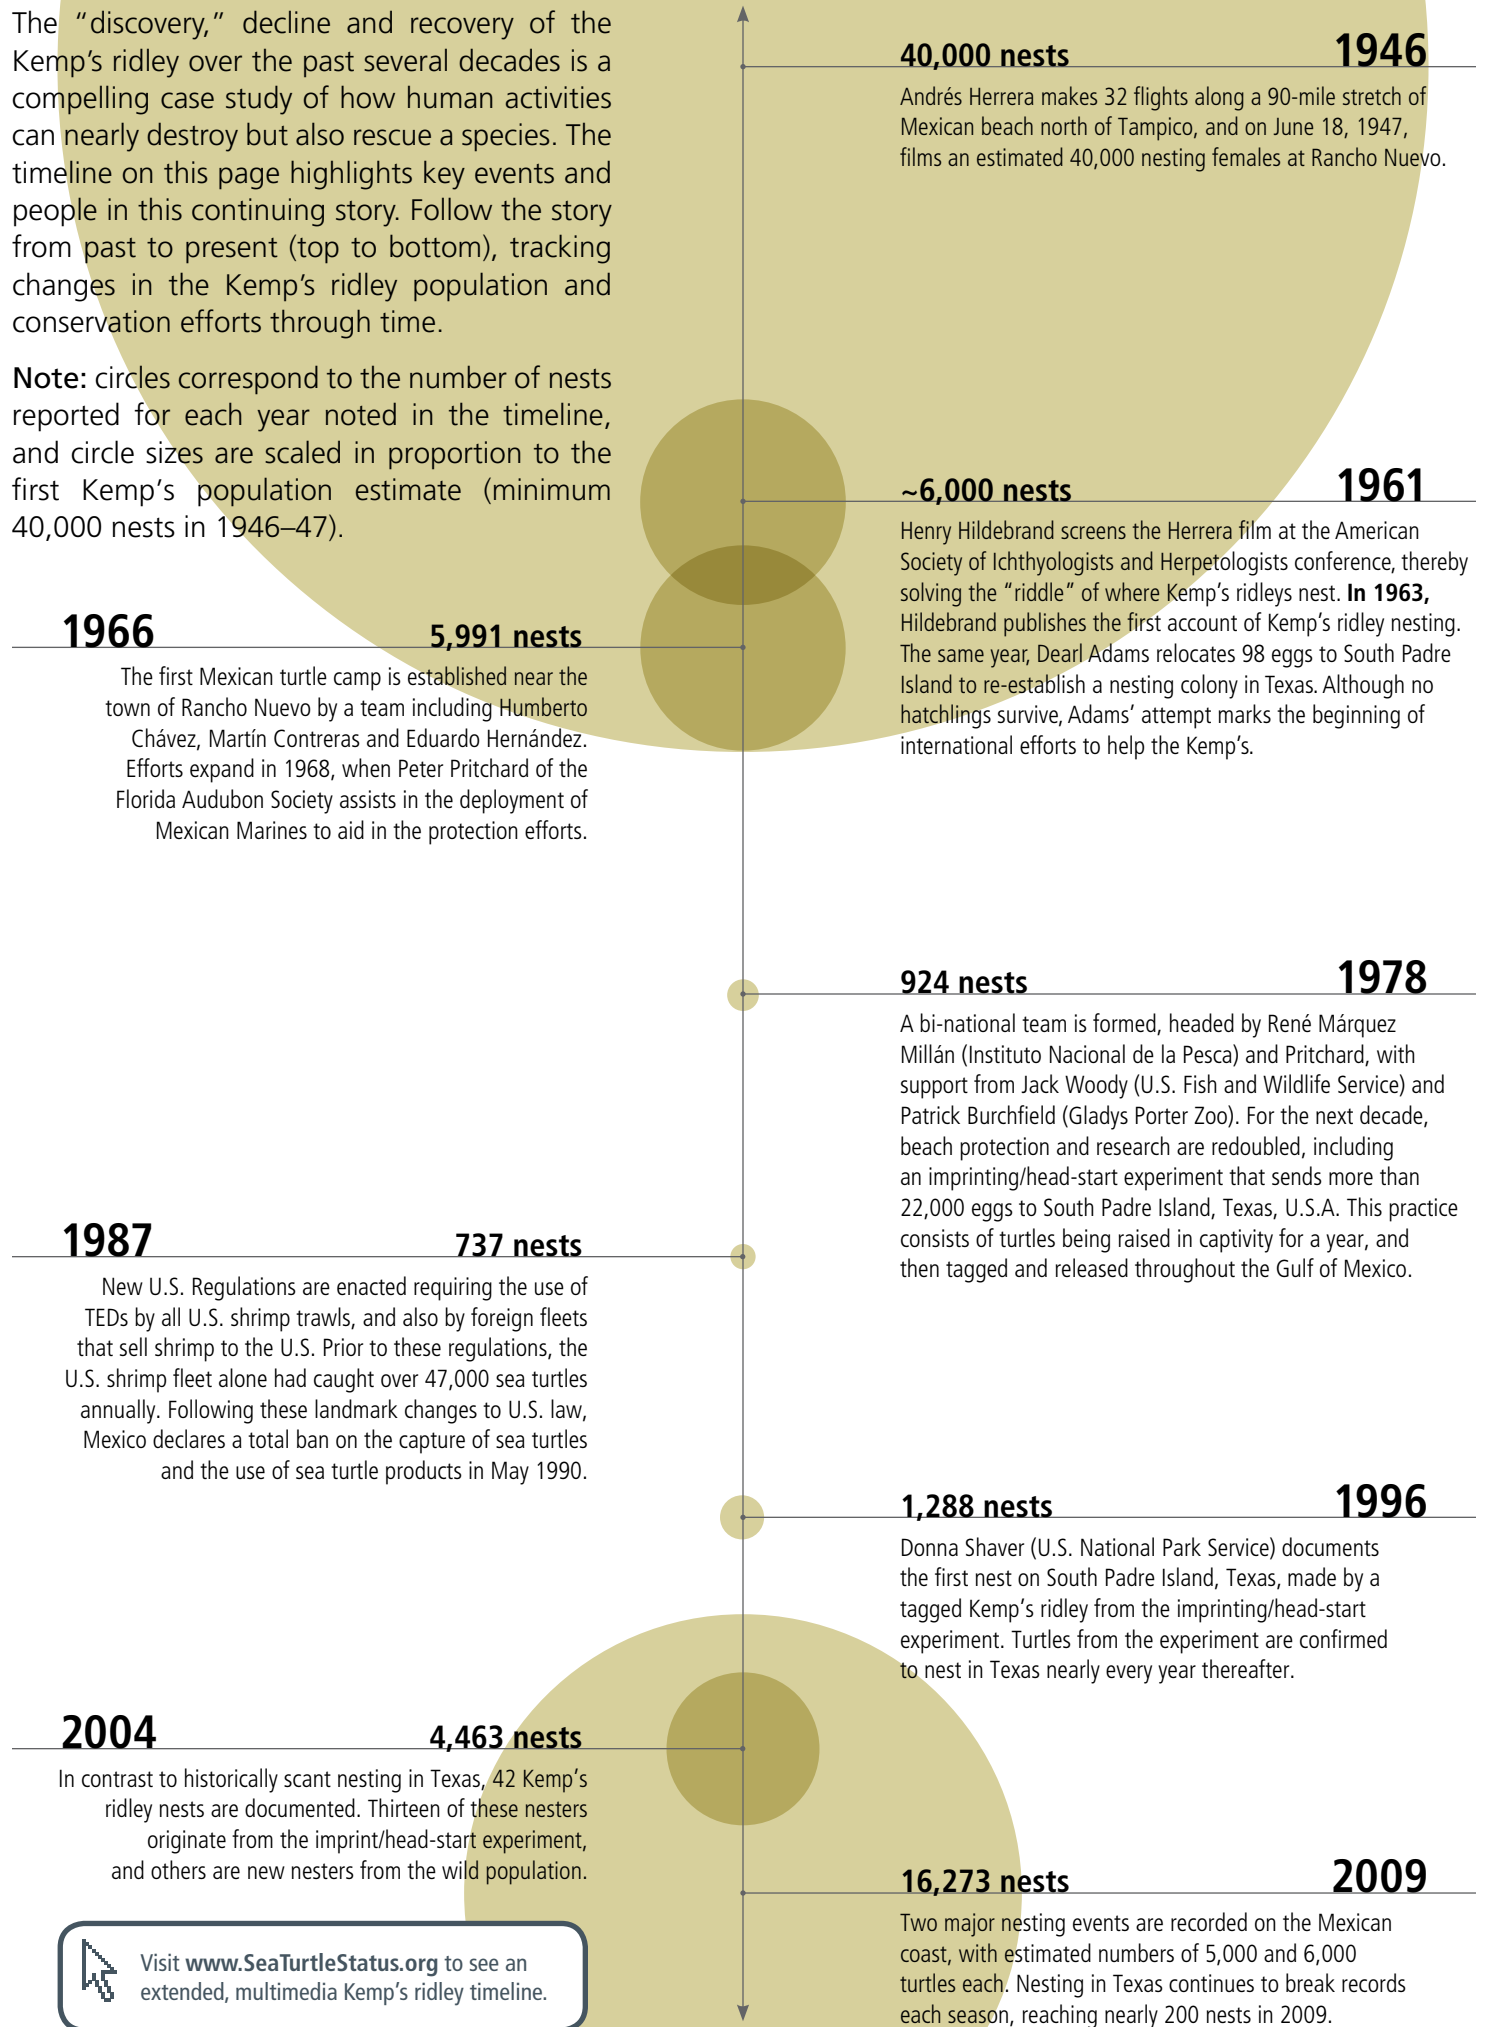 The “discovery,” decline and recovery of the
Kemp’s ridley over the past several decades is a
compelling case study of how human activities
can nearly destroy but also rescue a species. The
timeline on this page highlights key events and
people in this continuing story. Follow the story
from past to present (top to bottom), tracking
changes in the Kemp’s ridley population and
conservation efforts through time.
Note: circles correspond to the number of nests
reported for each year noted in the timeline,
and circle sizes are scaled in proportion to the
first Kemp’s population estimate (minimum
40,000 nests in 1946–47).
40,000 nests 1946
Andrés Herrera makes 32 flights along a 90-mile stretch of
Mexican beach north of Tampico, and on June 18, 1947,
films an estimated 40,000 nesting females at Rancho Nuevo.
~6,000 nests 1961
Henry Hildebrand screens the Herrera film at the American
Society of Ichthyologists and Herpetologists conference, thereby
solving the “riddle” of where Kemp’s ridleys nest. In 1963,
Hildebrand publishes the first account of Kemp’s ridley nesting.
The same year, Dearl Adams relocates 98 eggs to South Padre
Island to re-establish a nesting colony in Texas. Although no
hatchlings survive, Adams’ attempt marks the beginning of
international efforts to help the Kemp’s.
1966 5,991 nests
The first Mexican turtle camp is established near the
town of Rancho Nuevo by a team including Humberto
Chávez, Martín Contreras and Eduardo Hernández.
Efforts expand in 1968, when Peter Pritchard of the
Florida Audubon Society assists in the deployment of
Mexican Marines to aid in the protection efforts.
924 nests 1978
A bi-national team is formed, headed by René Márquez
Millán (Instituto Nacional de la Pesca) and Pritchard, with
support from Jack Woody (U.S. Fish and Wildlife Service) and
Patrick Burchfield (Gladys Porter Zoo). For the next decade,
beach protection and research are redoubled, including
an imprinting/head-start experiment that sends more than
22,000 eggs to South Padre Island, Texas, U.S.A. This practice
consists of turtles being raised in captivity for a year, and
then tagged and released throughout the Gulf of Mexico.
1987 737 nests
New U.S. Regulations are enacted requiring the use of
TEDs by all U.S. shrimp trawls, and also by foreign fleets
that sell shrimp to the U.S. Prior to these regulations, the
U.S. shrimp fleet alone had caught over 47,000 sea turtles
annually. Following these landmark changes to U.S. law,
Mexico declares a total ban on the capture of sea turtles
and the use of sea turtle products in May 1990.
1,288 nests 1996
Donna Shaver (U.S. National Park Service) documents
the first nest on South Padre Island, Texas, made by a
tagged Kemp’s ridley from the imprinting/head-start
experiment. Turtles from the experiment are confirmed
to nest in Texas nearly every year thereafter.
2004 4,463 nests
In contrast to historically scant nesting in Texas, 42 Kemp’s
ridley nests are documented. Thirteen of these nesters
originate from the imprint/head-start experiment,
and others are new nesters from the wild population.
16,273 nests 2009
Two major nesting events are recorded on the Mexican
coast, with estimated numbers of 5,000 and 6,000
turtles each. Nesting in Texas continues to break records
each season, reaching nearly 200 nests in 2009.
Visit www.SeaTurtleStatus.org to see an
extended, multimedia Kemp’s ridley timeline.